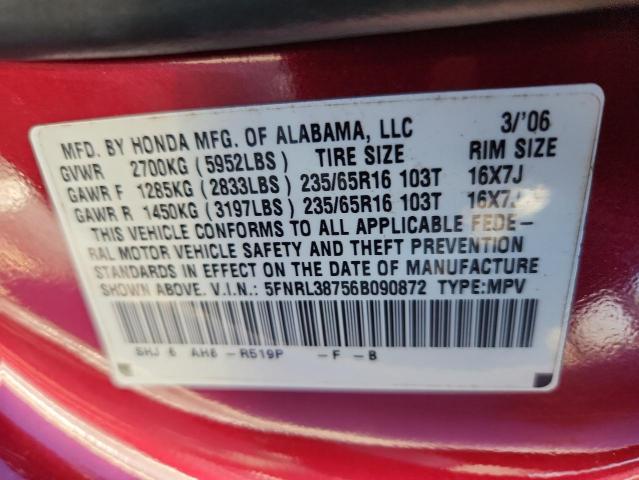 MFD. BY HONDA MFG. OF ALABAMA, LLC 3/'06
GVWR 2700KG (5952LBS) TIRE SIZE RIM SIZE
GAWR F 1285KG (2833LBS) 235/65R16 103T 16X7J
GAWR R 1450KG (3197LBS) 235/65R16 103T 16X7J
THIS VEHICLE CONFORMS TO ALL APPLICABLE FEDE-
RAL MOTOR VEHICLE SAFETY AND THEFT PREVENTION
STANDARDS IN EFFECT ON THE DATE OF MANUFACTURE
SHOWN ABOVE. V.I.N.: 5FNRL38756B090872 TYPE:MPV
SHJ 6 AH6 -R519P -F -B